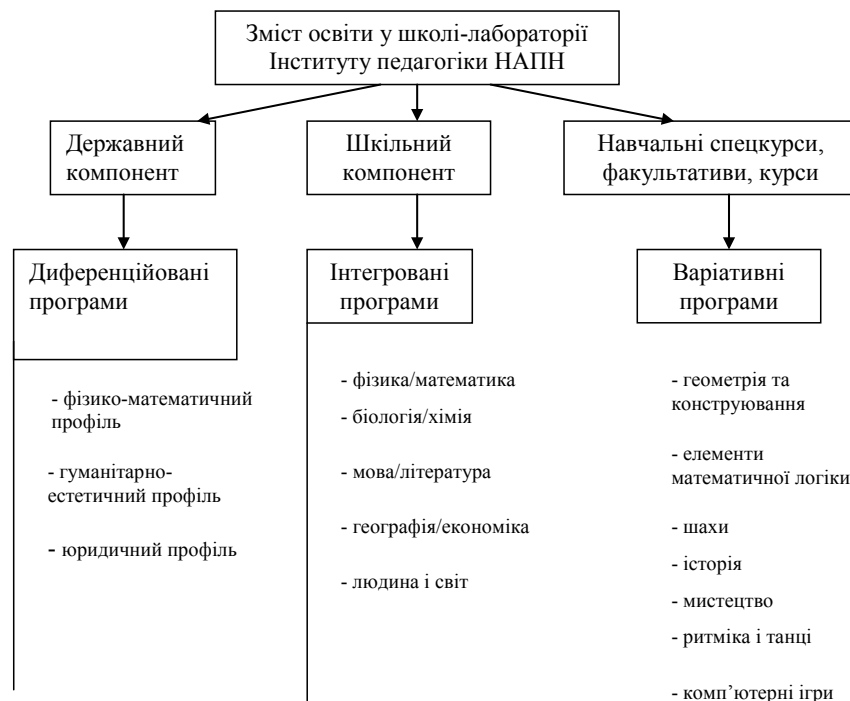 Зміст освіти у школі-лабораторії
Інституту педагогіки НАПН
Державний
компонент
Шкільний
компонент
Навчальні спецкурси,
факультативи, курси
Диференційовані
програми
Інтегровані
програми
Варіативні
програми
- фізико-математичний
профіль
- гуманітарно-
естетичний профіль
- юридичний профіль
- фізика/математика
- біологія/хімія
- мова/література
- географія/економіка
- людина і світ
- геометрія та
конструювання
- елементи
математичної логіки
- шахи
- історія
- мистецтво
- ритміка і танці
- комп’ютерні ігри